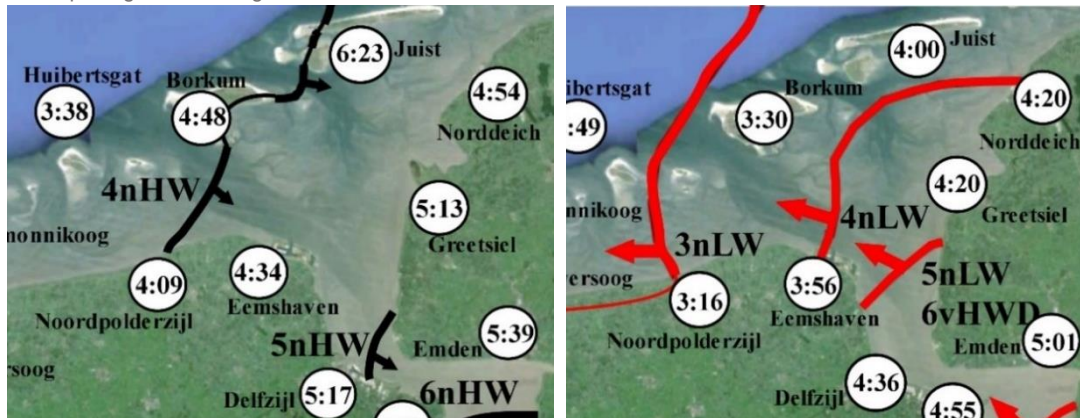 6:23
Juist
Huibertsgat
3:38
Borkum
4:48
4:54
Norddeich
4nHW
5:13
Greetsiel
monnikoog
4:09
4:34
Noordpolderzijl
Eemshaven
5nHW
Emden
5:39
rsoog
Delfzijl
5:17
6nHW
4:00
Juist
ibertsgat
:49
Borkum
3:30
4:20
Norddeich
4:20
Greetsiel
nnikoog
4nLW
3nLW
versoog
3:16
3:56
5nLW
Noordpolderzijl
Eemshaven
6vHWD
Emden
5:01
Delfzijl
4:36
4:55